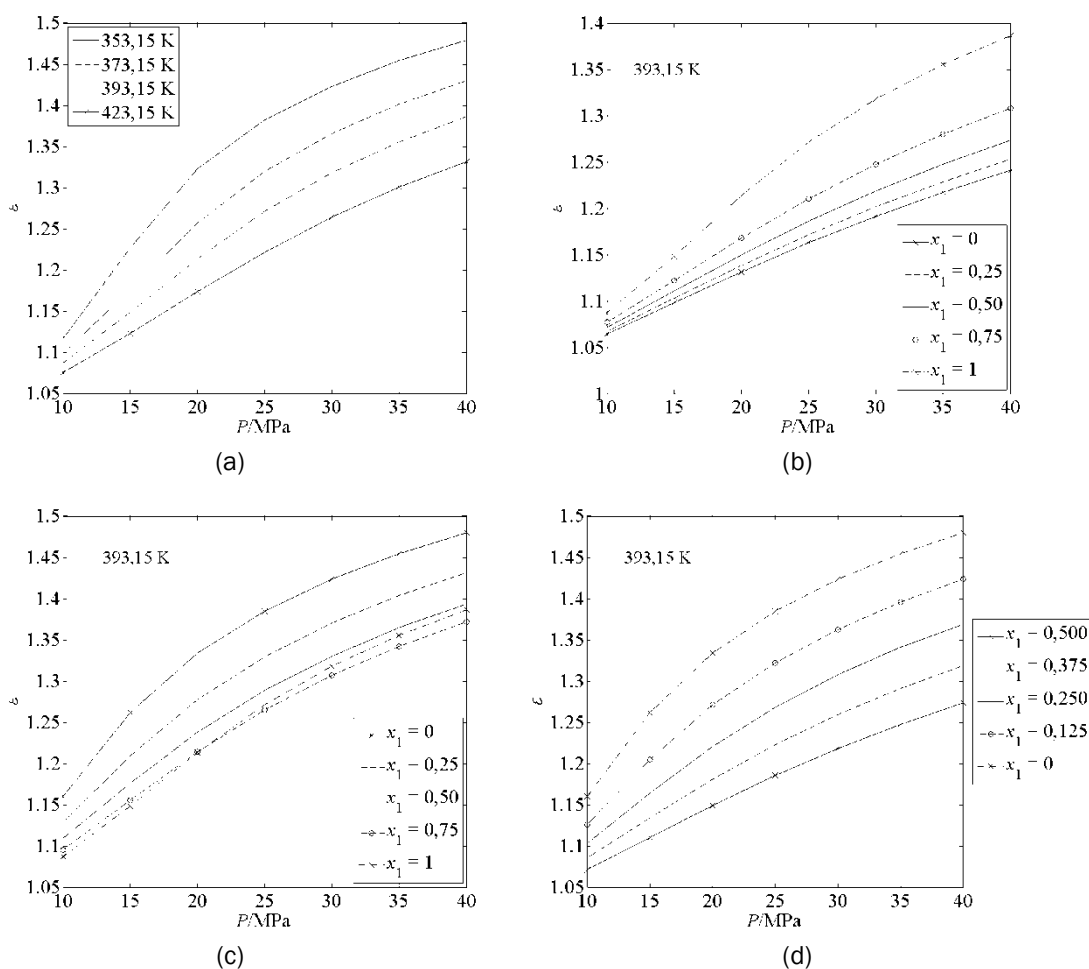 1.5
1.45
1.4
1.35
1.3
ε
1.25
1.2
1.15
1.1
1.05
353,15 K
373,15 K
393,15 K
423,15 K
10 15 20 25 30 35 40
P/MPa
(a)
1.4
1.35
1.3
1.25
ε
1.2
1.15
1.1
1.05
1
393,15 K
x1 = 0
x1 = 0,25
x1 = 0,50
x1 = 0,75
x1 = 1
10 15 20 25 30 35 40
P/MPa
(b)
1.5
1.45
1.4
1.35
1.3
ε
1.25
1.2
1.15
1.1
1.05
393,15 K
x1 = 0
x1 = 0,25
x1 = 0,50
x1 = 0,75
x1 = 1
10 15 20 25 30 35 40
P/MPa
(c)
1.5
1.45
1.4
1.35
1.3
ε
1.25
1.2
1.15
1.1
1.05
393,15 K
x1 = 0,500
x1 = 0,375
x1 = 0,250
x1 = 0,125
x1 = 0
10 15 20 25 30 35 40
P/MPa
(d)